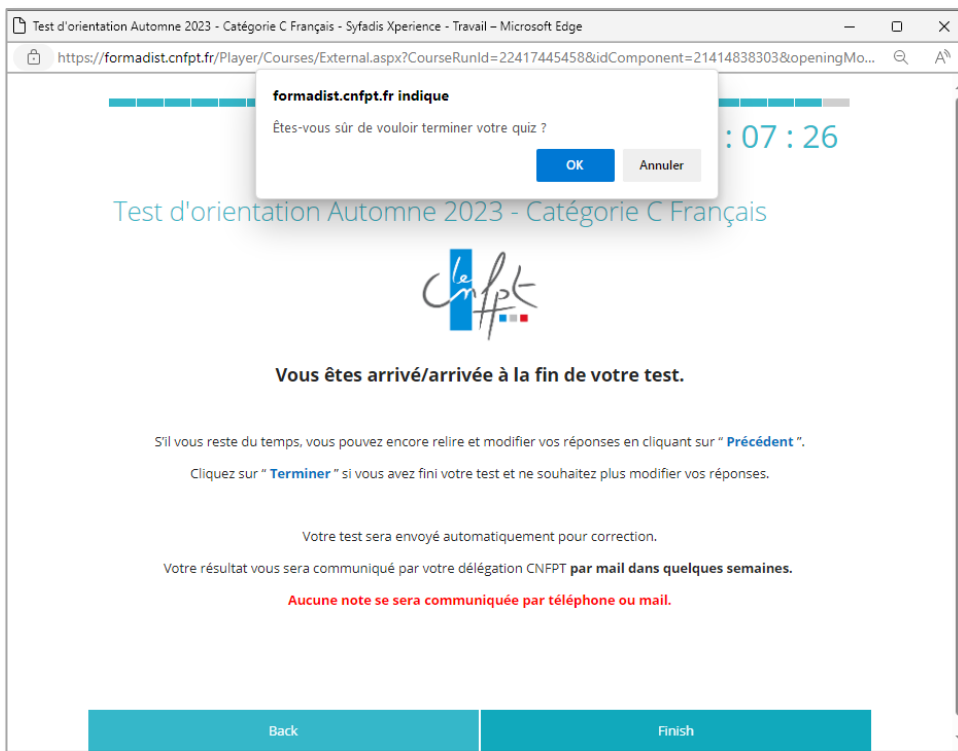 Test d'orientation Automne 2023 - Catégorie C Français - Syfadis Xperience - Travail – Microsoft Edge
https://formadist.cnfpt.fr/Player/Courses/External.aspx?CourseRunId=22417445458&idComponent=21414838303&openingMo...
formadist.cnfpt.fr indique
Êtes-vous sûr de vouloir terminer votre quiz ?
OK Annuler
: 07 : 26
Test d'orientation Automne 2023 - Catégorie C Français
le cnfpt
Vous êtes arrivé/arrivée à la fin de votre test.
S'il vous reste du temps, vous pouvez encore relire et modifier vos réponses en cliquant sur “ Précédent ”.
Cliquez sur “ Terminer ” si vous avez fini votre test et ne souhaitez plus modifier vos réponses.
Votre test sera envoyé automatiquement pour correction.
Votre résultat vous sera communiqué par votre délégation CNFPT par mail dans quelques semaines.
Aucune note se sera communiquée par téléphone ou mail.
Back Finish